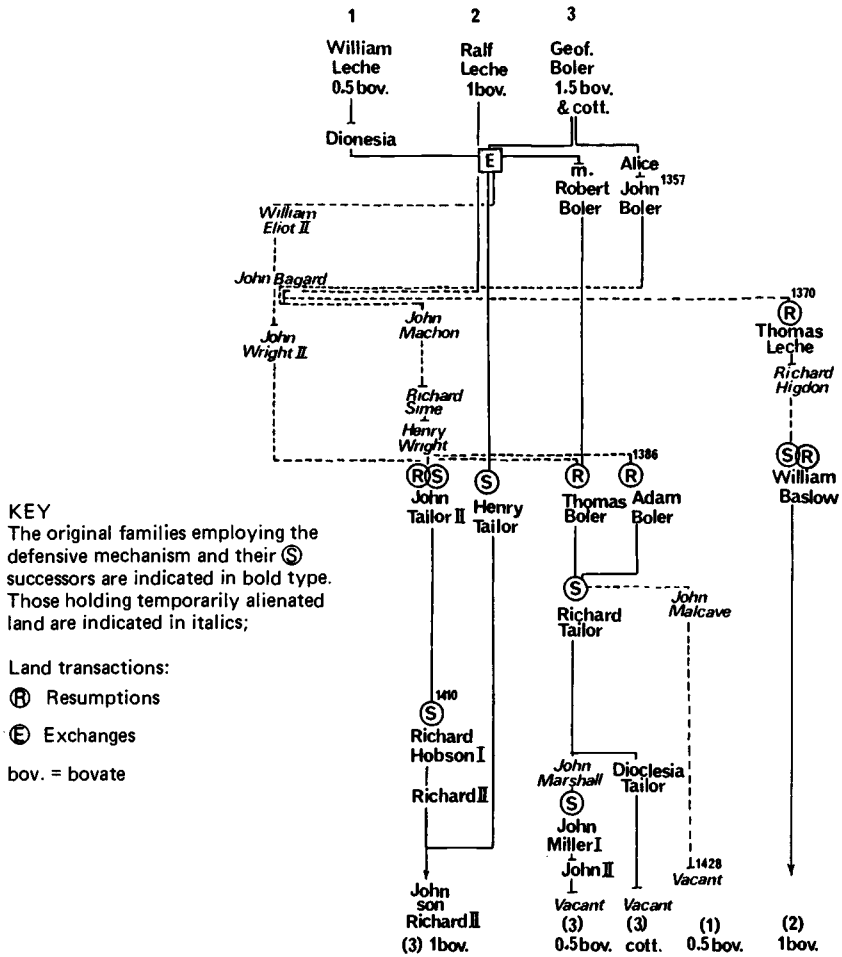 1
2
3
William
Leche
0.5 bov.
Ralf
Leche
1bov.
Geof.
Boler
1.5 bov.
& cott.
Dionesia
E
m.
Robert
Boler
Alice
John 1357
Boler
William
Eliot II
John Bagard
E
1370
R
Thomas
Leche
John
Machon
John
Wright II
Richard
Higdon
Richard
Sime
Henry
Wright
1386
R S
John
Tailor II
S
Henry
Tailor
R
Thomas
Boler
R
Adam
Boler
S R
William
Baslow
KEY
The original families employing the
defensive mechanism and their S
successors are indicated in bold type.
Those holding temporarily alienated
land are indicated in italics;
Land transactions:
R Resumptions
E Exchanges
bov. = bovate
S
Richard
Tailor
John
Malcave
1410
S
Richard
Hobson I
Richard II
John
Marshall
Dioclesia
Tailor
S
John
Miller I
John II
1428
Vacant
John
son
Richard II
(3) 1bov.
Vacant
(3)
0.5 bov.
Vacant
(3)
cott.
(1)
0.5 bov.
(2)
1bov.